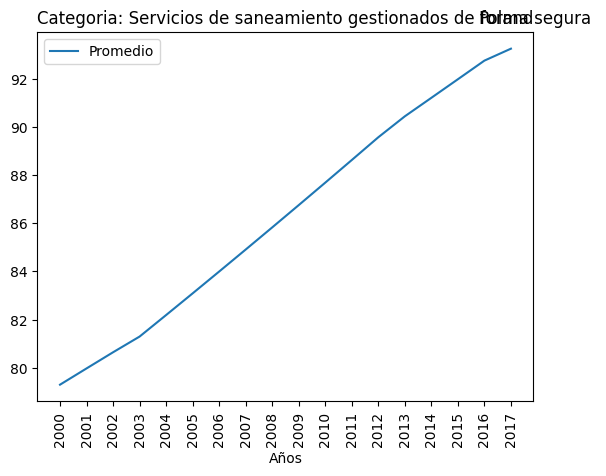 Categoria: Servicios de saneamiento gestionados de forma segura
Poland
Promedio
92
90
88
86
84
82
80
2000 2001 2002 2003 2004 2005 2006 2007 2008 2009 2010 2011 2012 2013 2014 2015 2016 2017
Años